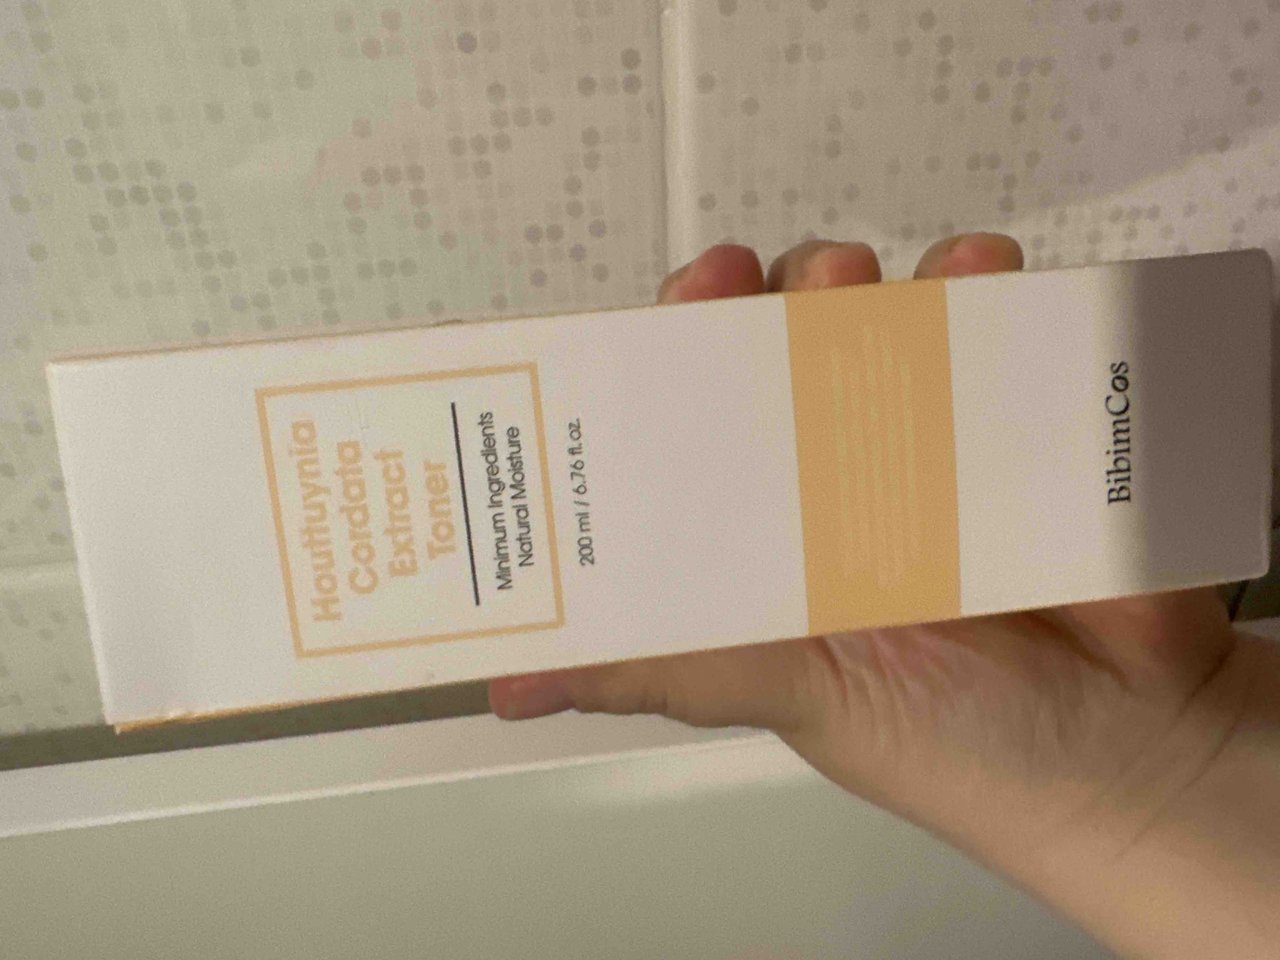 Houttuynia
Cordata
Extract
Toner
Minimum Ingredients
Natural Moisture
200 ml / 6.76 fl.oz.
BibimCos